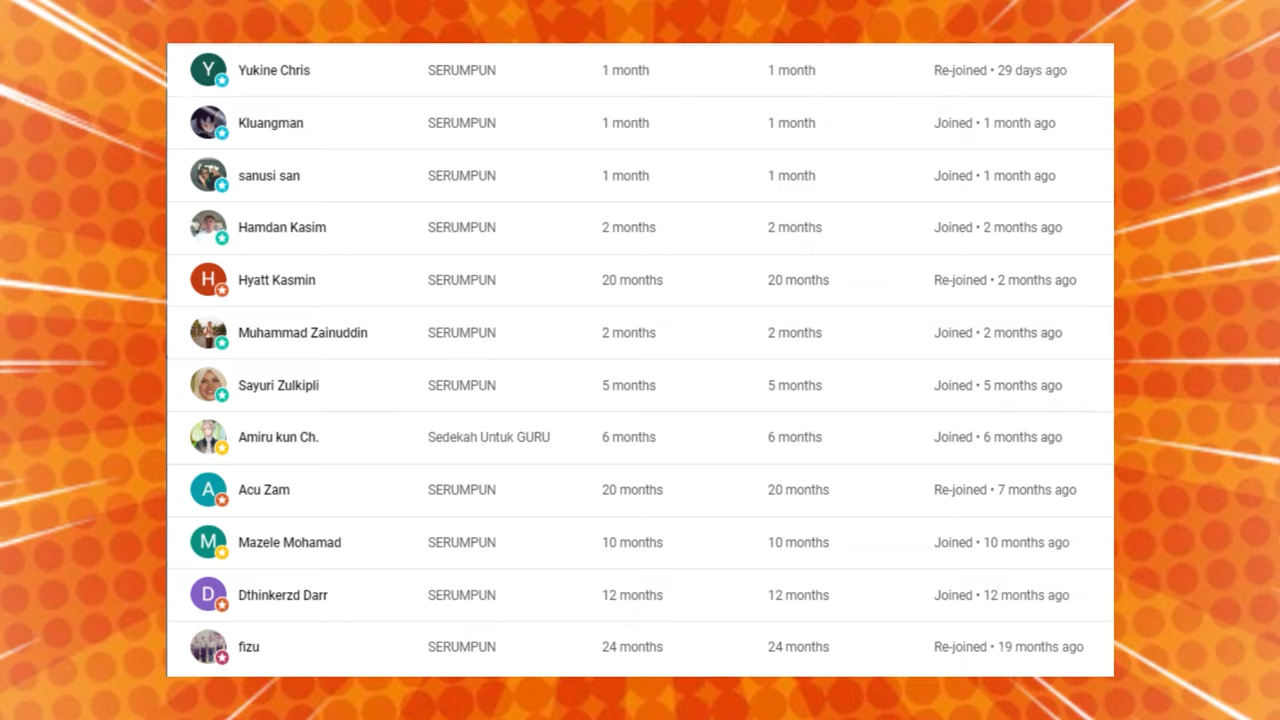 Y Yukine Chris SERUMPUN 1 month 1 month Re-joined • 29 days ago
Kluangman SERUMPUN 1 month 1 month Joined • 1 month ago
sanusi san SERUMPUN 1 month 1 month Joined • 1 month ago
Hamdan Kasim SERUMPUN 2 months 2 months Joined • 2 months ago
H Hyatt Kasmin SERUMPUN 20 months 20 months Re-joined • 2 months ago
Muhammad Zainuddin SERUMPUN 2 months 2 months Joined • 2 months ago
Sayuri Zulkipli SERUMPUN 5 months 5 months Joined • 5 months ago
Amiru kun Ch. Sedekah Untuk GURU 6 months 6 months Joined • 6 months ago
A Acu Zam SERUMPUN 20 months 20 months Re-joined • 7 months ago
M Mazele Mohamad SERUMPUN 10 months 10 months Joined • 10 months ago
D Dthinkerzd Darr SERUMPUN 12 months 12 months Joined • 12 months ago
fizu SERUMPUN 24 months 24 months Re-joined • 19 months ago